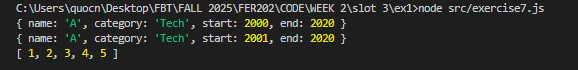 C:\Users\quocn\Desktop\FBT\FALL 2025\FER202\CODE\WEEK 2\slot 3\ex1>node src/exercise7.js
{ name: 'A', category: 'Tech', start: 2000, end: 2020 }
{ name: 'A', category: 'Tech', start: 2001, end: 2020 }
[ 1, 2, 3, 4, 5 ]